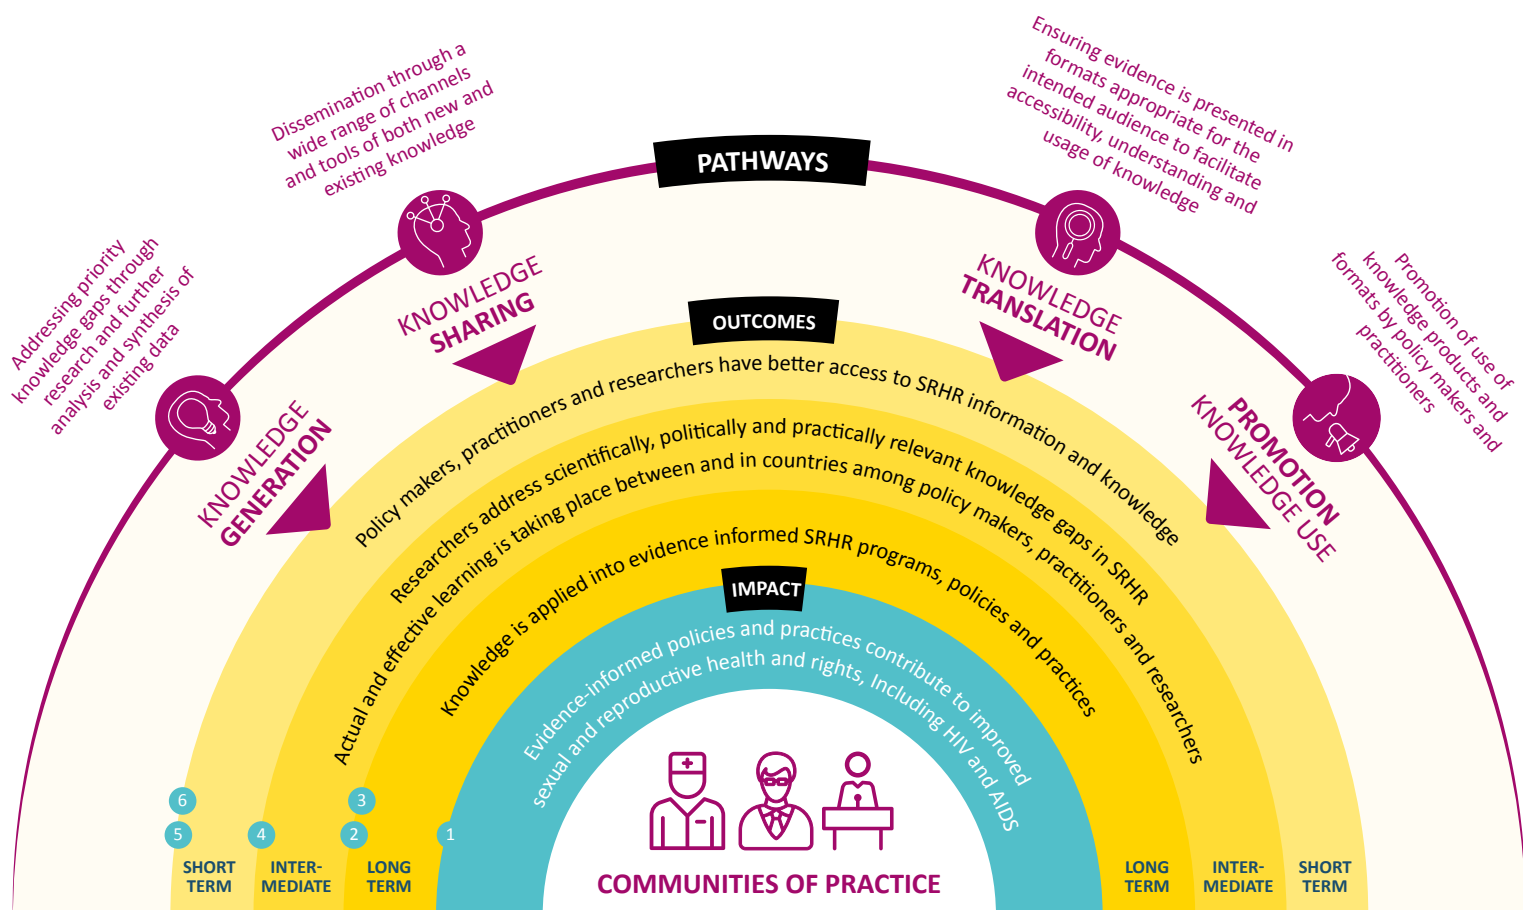 PATHWAYS
Addressing priority
knowledge gaps through
research and further
analysis and synthesis of
existing data
KNOWLEDGE
GENERATION
Dissemination through a
wide range of channels
and tools of both new and
existing knowledge
KNOWLEDGE
SHARING
Ensuring evidence is presented in
formats appropriate for the
intended audience to facilitate
accessibility, understanding and
usage of knowledge
KNOWLEDGE
TRANSLATION
Promotion of use of
knowledge products and
formats by policy makers and
practitioners
PROMOTION
KNOWLEDGE USE
OUTCOMES
Policy makers, practitioners and researchers have better access to SRHR information and knowledge
Researchers address scientifically, politically and practically relevant knowledge gaps in SRHR
Actual and effective learning is taking place between and in countries among policy makers, practitioners and researchers
Knowledge is applied into evidence informed SRHR programs, policies and practices
IMPACT
Evidence-informed policies and practices contribute to improved
sexual and reproductive health and rights, Including HIV and AIDS
6
3
5
4
2
1
SHORT
TERM
INTER-
MEDIATE
LONG
TERM
COMMUNITIES OF PRACTICE
LONG
TERM
INTER-
MEDIATE
SHORT
TERM